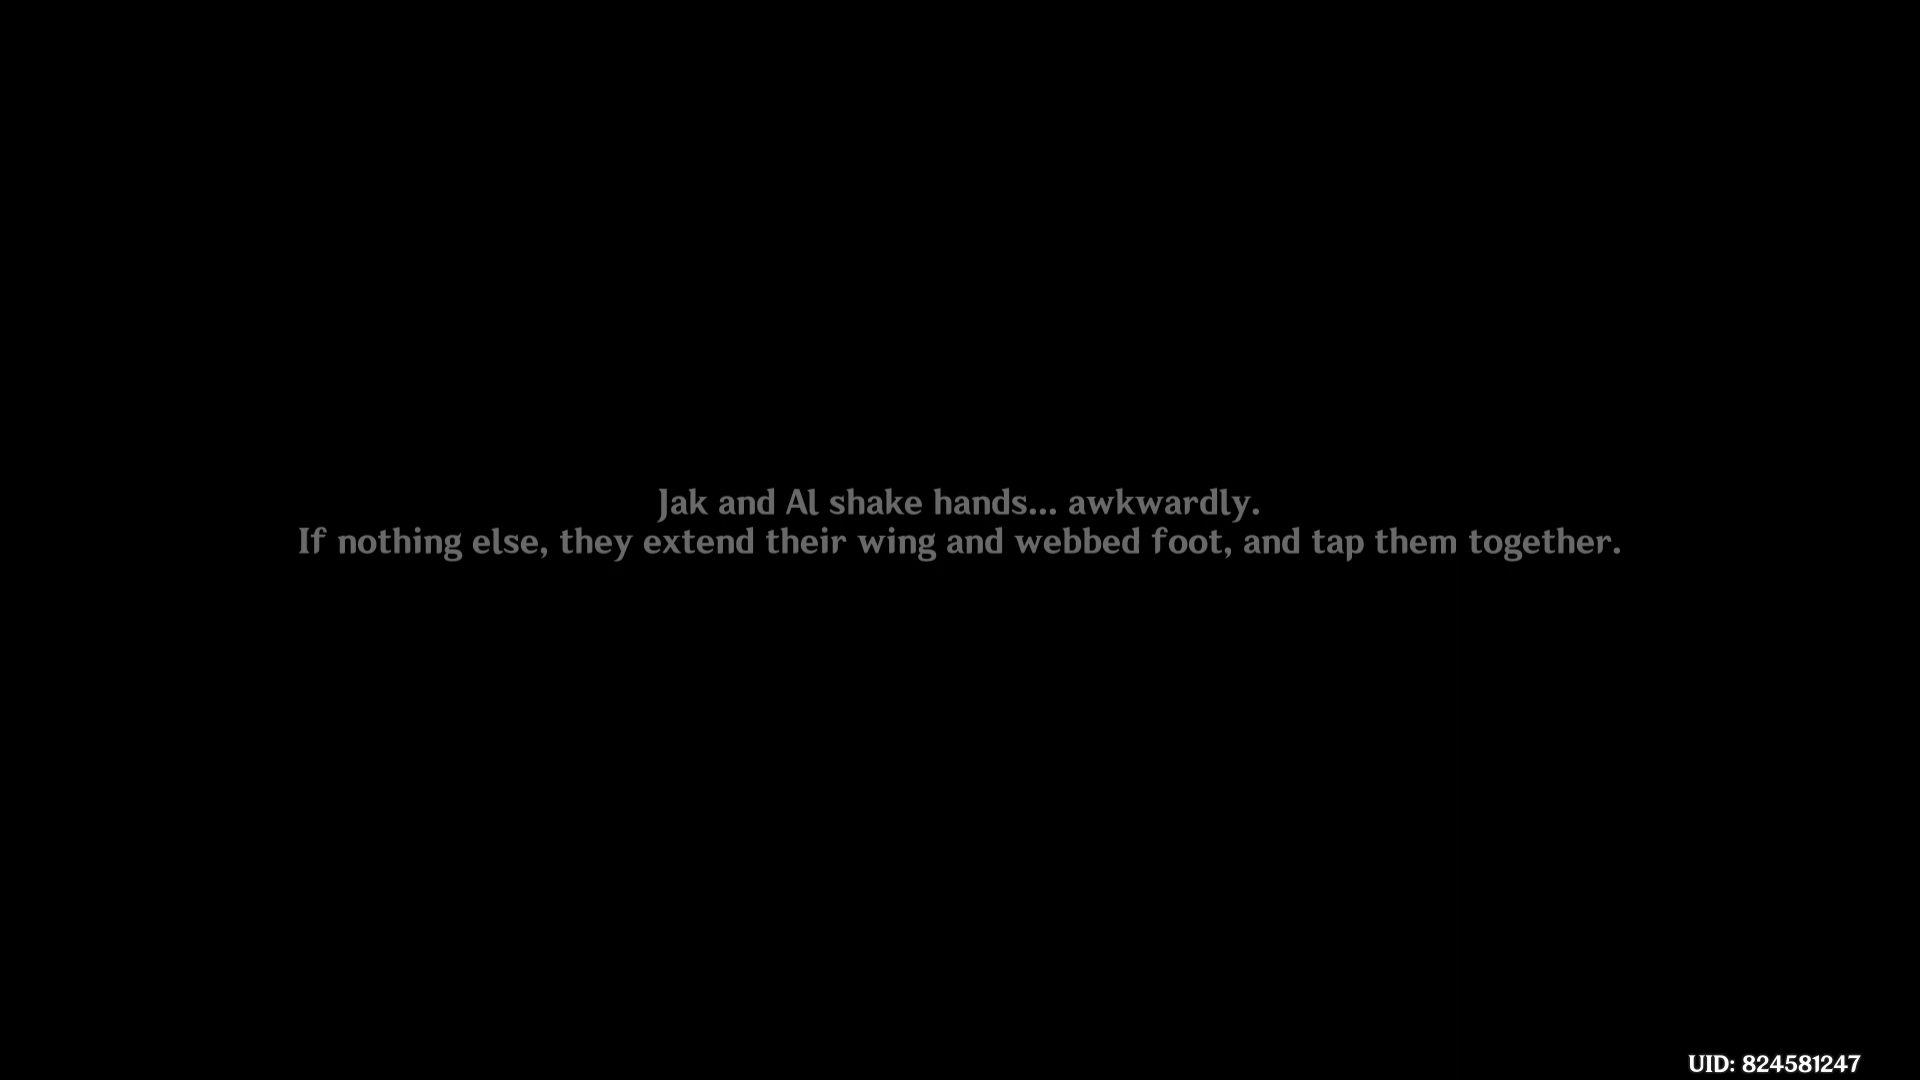 Jak and Al shake hands... awkwardly.
If nothing else, they extend their wing and webbed foot, and tap them together.
UID: 824581247